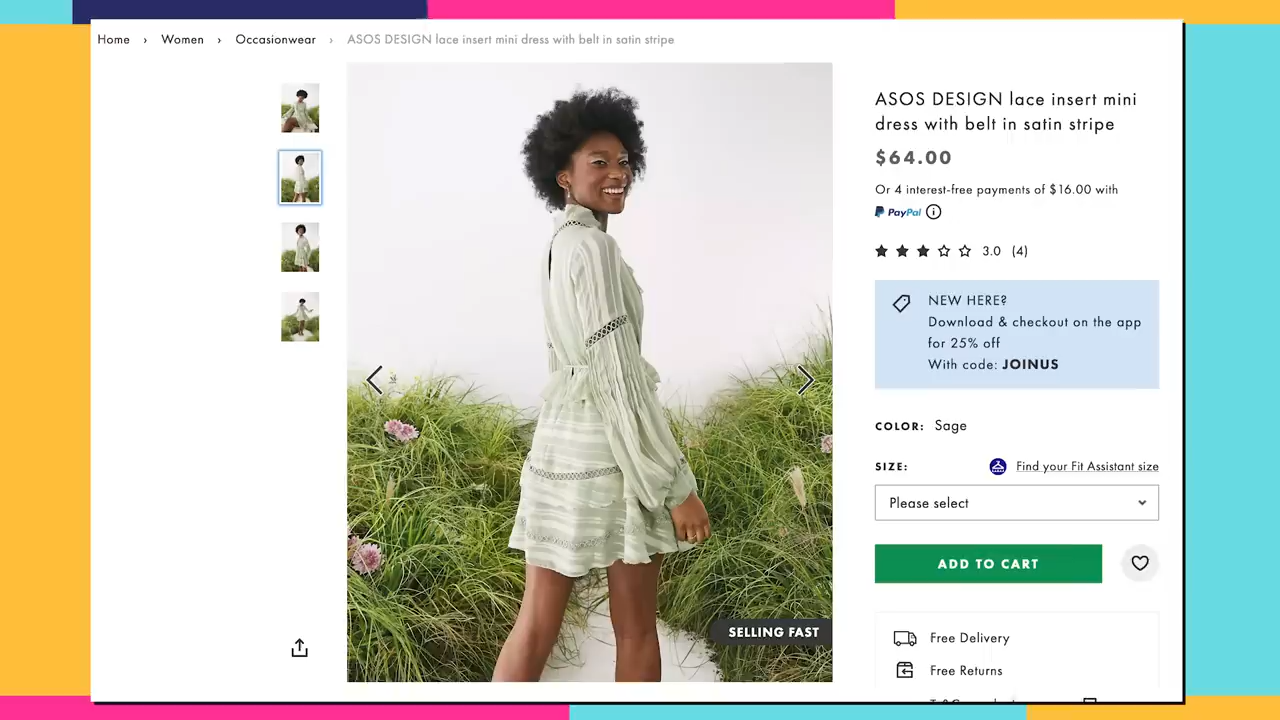 Home › Women › Occasionwear › ASOS DESIGN lace insert mini dress with belt in satin stripe
ASOS DESIGN lace insert mini
dress with belt in satin stripe
$64.00
Or 4 interest-free payments of $16.00 with
PayPal
3.0 (4)
NEW HERE?
Download & checkout on the app
for 25% off
With code: JOINUS
COLOR: Sage
SIZE: Find your Fit Assistant size
Please select
ADD TO CART
SELLING FAST
Free Delivery
Free Returns